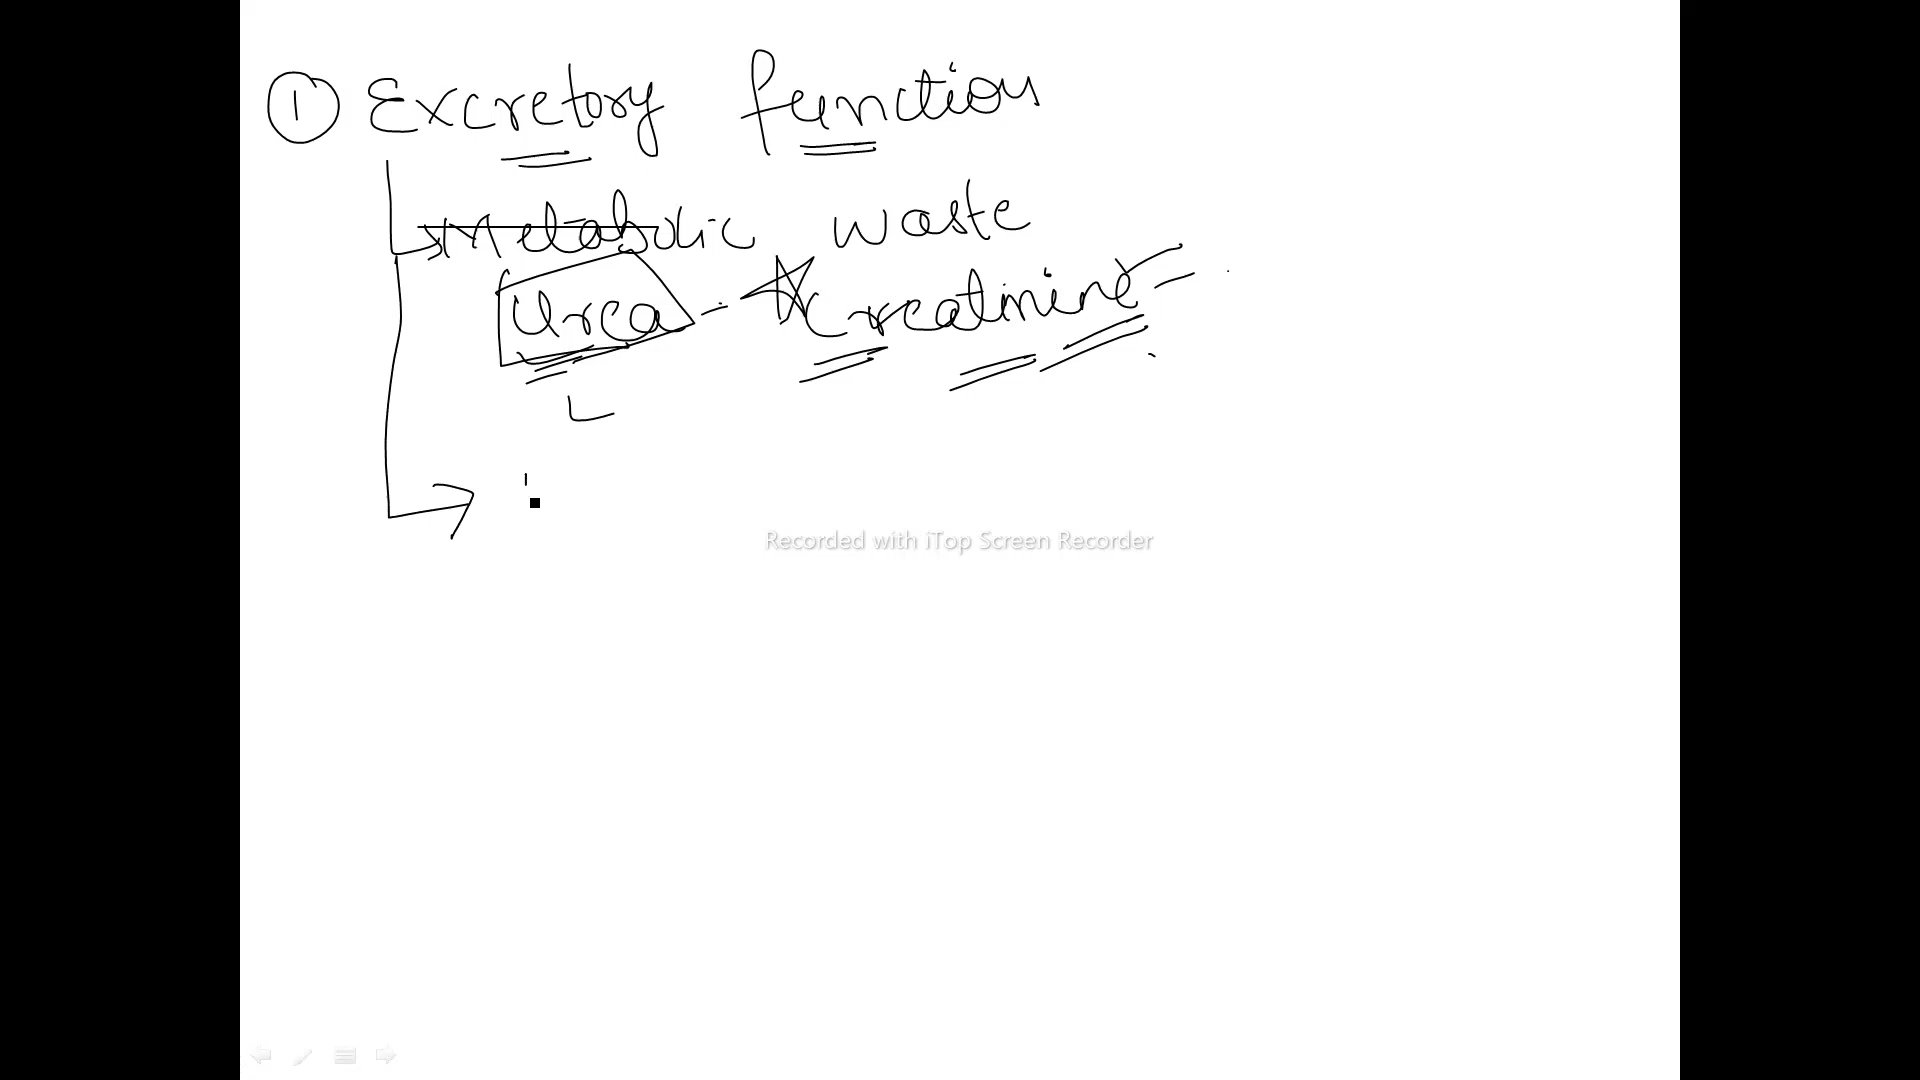 ① Excretory function
Metabolic waste
Urea - Creatinine
Recorded with iTop Screen Recorder